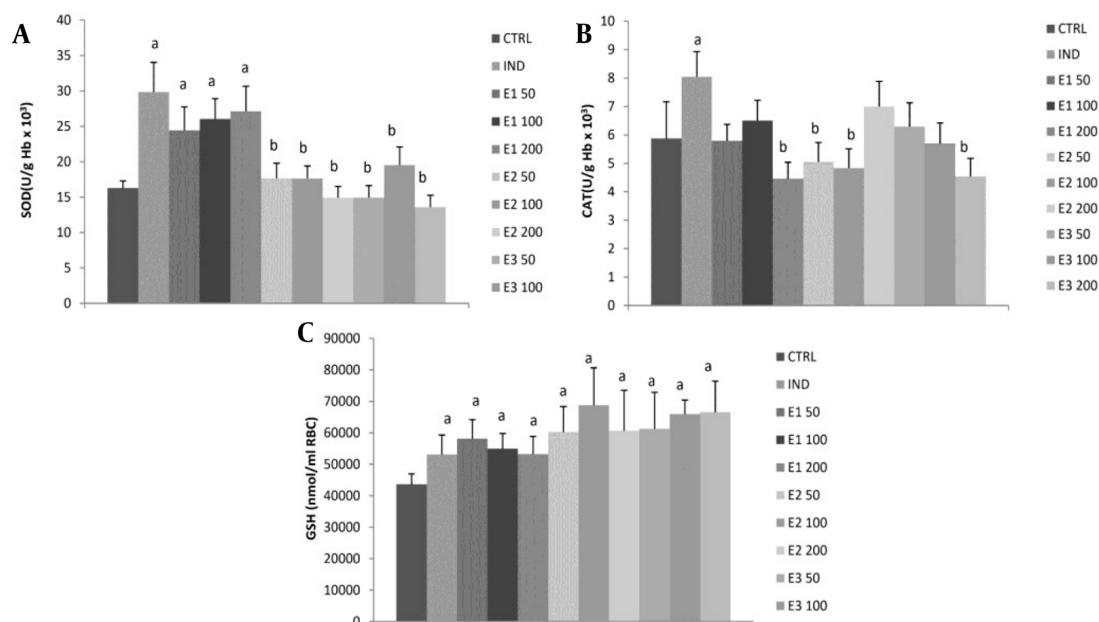 A
SOD(U/g Hb x 10³)
40
35
30
25
20
15
10
5
0
a a a a b b b b b b
CTRL
IND
E1 50
E1 100
E1 200
E2 50
E2 100
E2 200
E3 50
E3 100
B
CAT(U/g Hb x 10³)
10
9
8
7
6
5
4
3
2
1
0
a b b b b
CTRL
IND
E1 50
E1 100
E1 200
E2 50
E2 100
E2 200
E3 50
E3 100
E3 200
C
GSH (nmol/ml RBC)
90000
80000
70000
60000
50000
40000
30000
20000
10000
0
a a a a a a a a a a
CTRL
IND
E1 50
E1 100
E1 200
E2 50
E2 100
E2 200
E3 50
E3 100